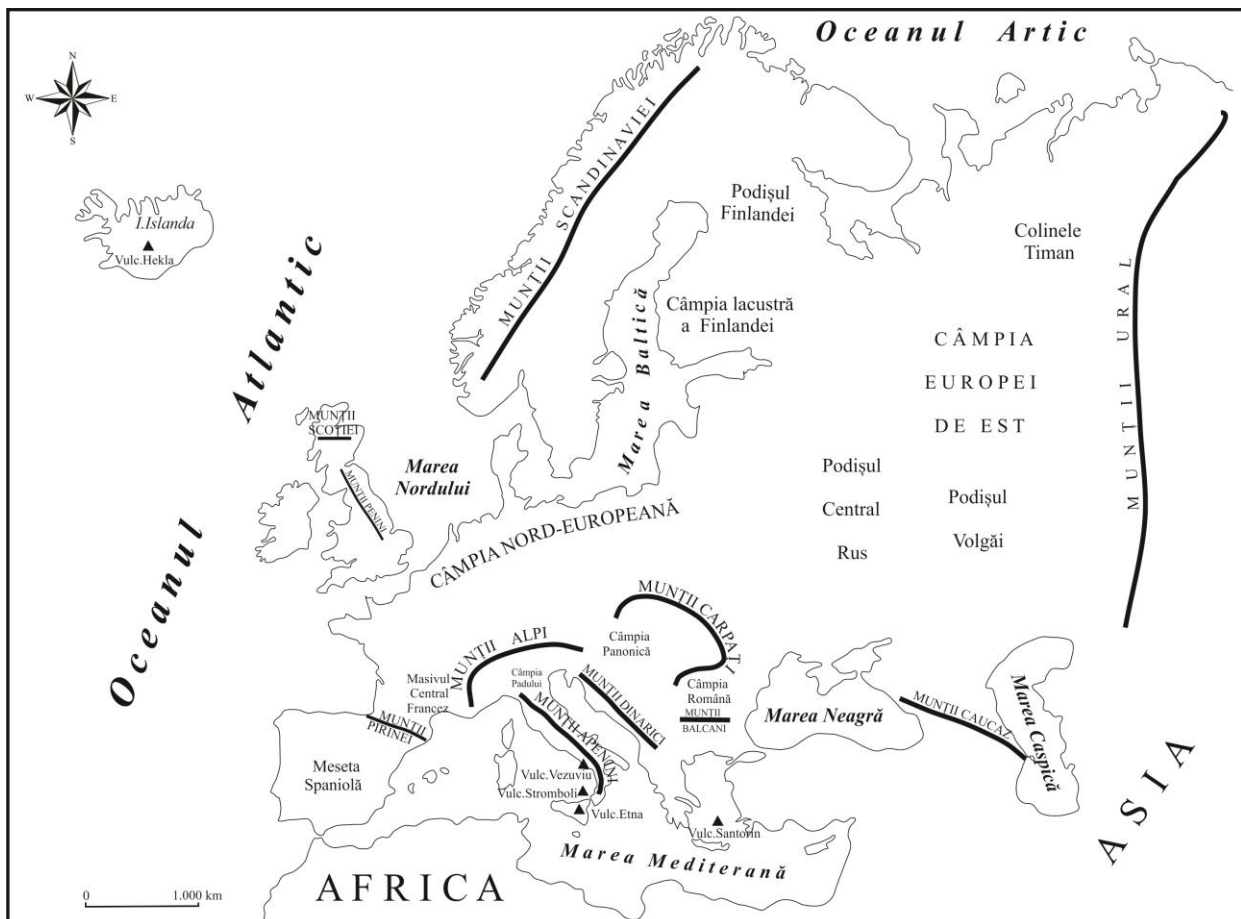 Oceanul Artic
N
W
E
S
I.Islanda
Vulc.Hekla
Oceanul Atlantic
MUNȚII SCANDINAVIEI
Podișul
Finlandei
Colinele
Timan
MUNȚII URAL
Marea Baltică
Câmpia lacustră
a Finlandei
CÂMPIA
EUROPEI
DE EST
MUNȚII
SCOȚIEI
MUNȚII PENINI
Marea
Nordului
Podișul
Central
Rus
Podișul
Volgăi
CÂMPIA NORD-EUROPEANĂ
MUNȚII CARPAȚI
Câmpia
Panonică
MUNȚII ALPI
Masivul
Central
Francez
Câmpia
Padului
Câmpia
Română
MUNȚII
BALCANI
MUNȚII DINARICI
MUNȚII APENINI
MUNȚII
PIRINEI
Marea Neagră
MUNȚII CAUCAZ
Marea Caspică
Meseta
Spaniolă
Vulc.Vezuviu
Vulc.Stromboli
Vulc.Etna
Vulc.Santorin
Marea Mediterană
ASIA
AFRICA
0
1.000 km